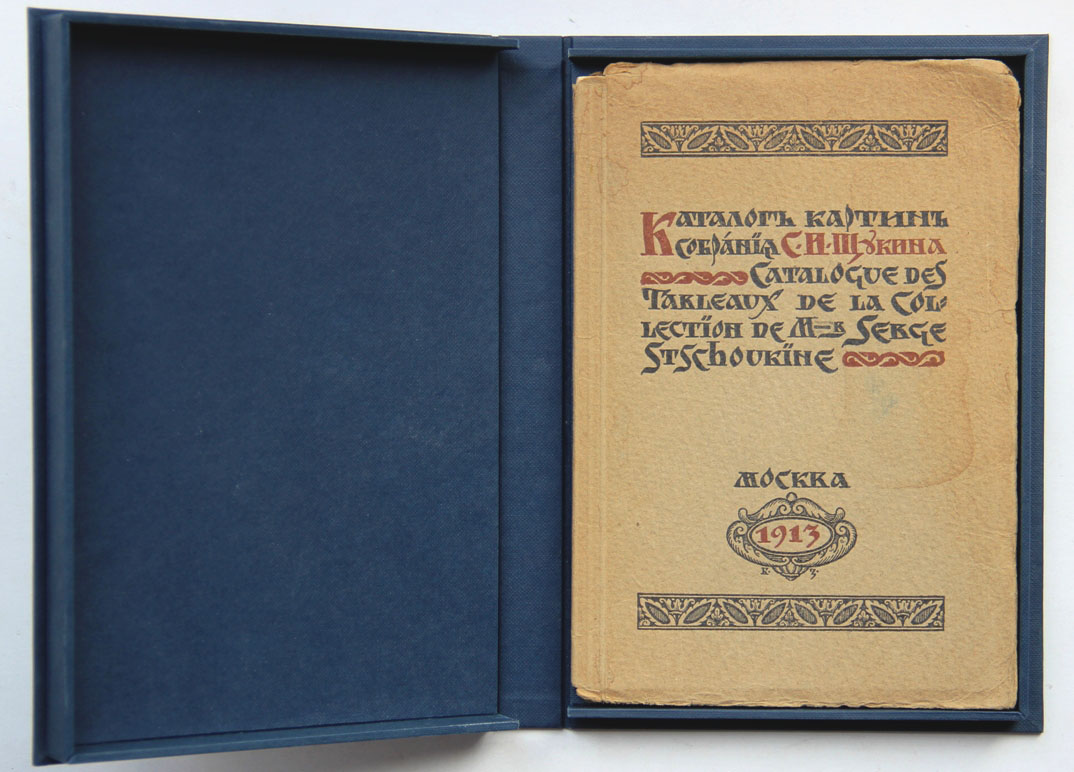 Каталогъ картинъ
собранія С·И·Щукина
Catalogue des
Tableaux de la Col-
lection de M-r Serge
Stschoukine
Москва
1913
К. З.